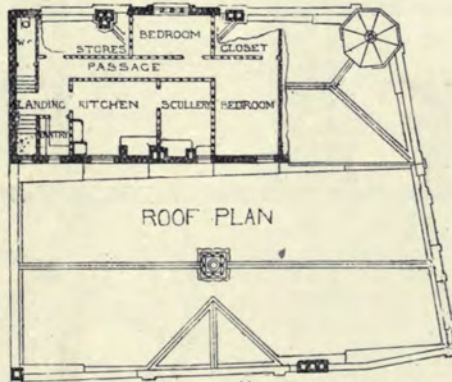 BEDROOM
W.C.
STORES
CLOSET
PASSAGE
LANDING
KITCHEN
SCULLERY
BEDROOM
PANTRY
ROOF PLAN